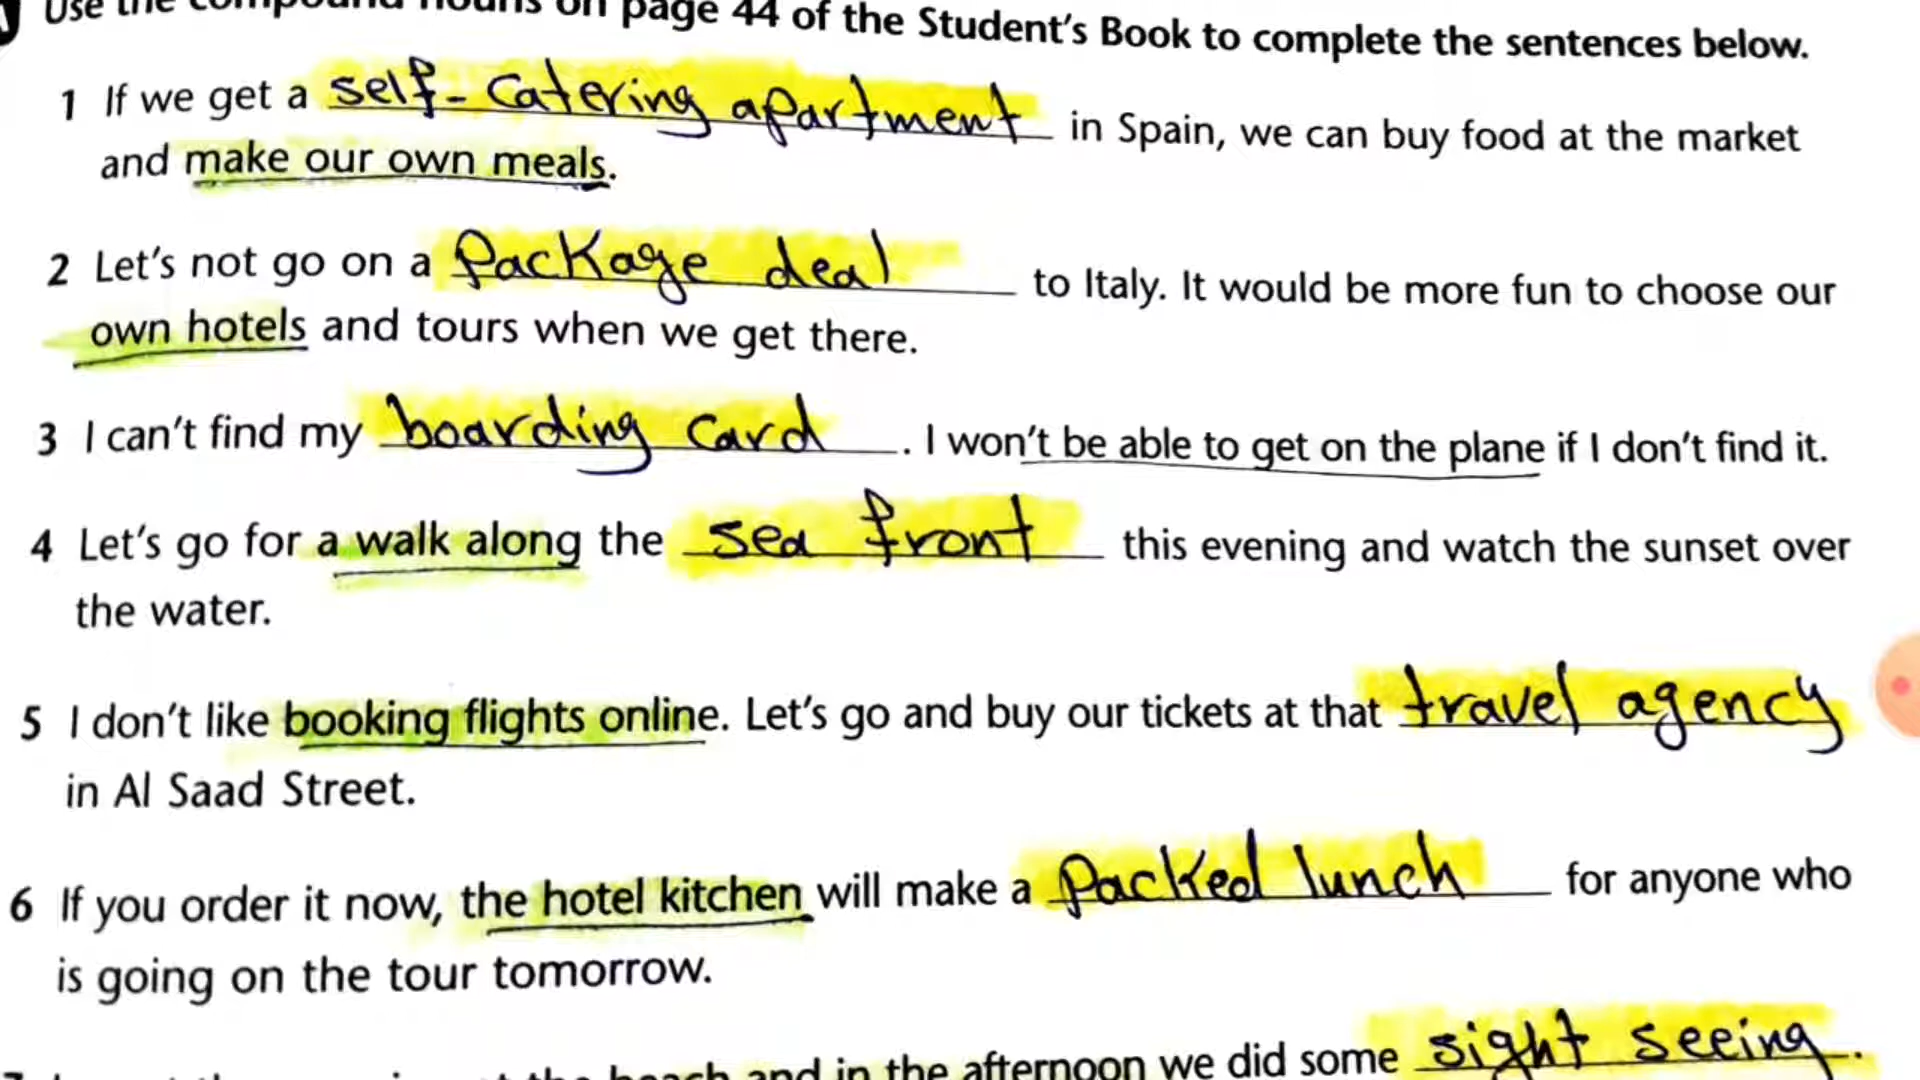 Use the compound nouns on page 44 of the Student's Book to complete the sentences below.
1 If we get a self-catering apartment in Spain, we can buy food at the market
and make our own meals.
2 Let's not go on a package deal to Italy. It would be more fun to choose our
own hotels and tours when we get there.
3 I can't find my boarding card. I won't be able to get on the plane if I don't find it.
4 Let's go for a walk along the sea front this evening and watch the sunset over
the water.
5 I don't like booking flights online. Let's go and buy our tickets at that travel agency
in Al Saad Street.
6 If you order it now, the hotel kitchen will make a packed lunch for anyone who
is going on the tour tomorrow.
beach and in the afternoon we did some sight seeing.